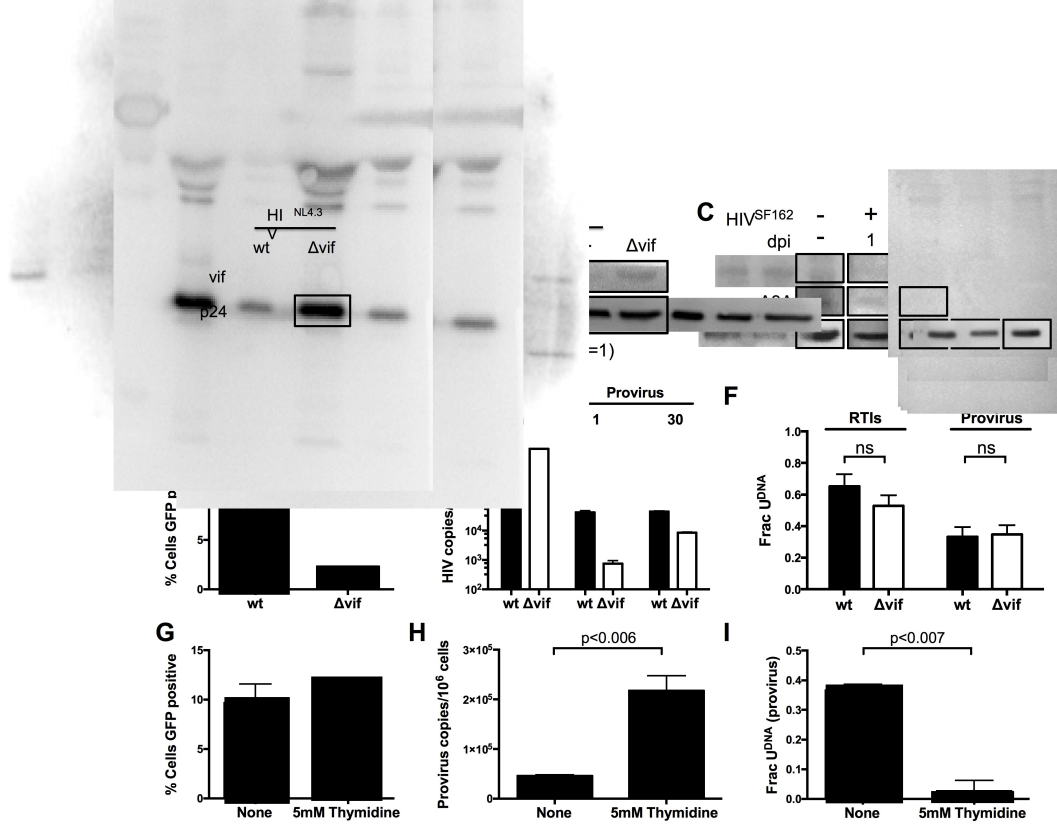 HI NL4.3
V
wt Δvif
vif
p24
Δvif
=1)
C HIVSF162 - +
dpi - 1
Provirus
1 30
HIV copies/
10⁴
10³
10²
wt Δvif wt Δvif wt Δvif
% Cells GFP p
5
0
wt Δvif
F
RTIs Provirus
ns ns
Frac UDNA
1.0
0.8
0.6
0.4
0.2
0.0
wt Δvif wt Δvif
G
% Cells GFP positive
15
10
5
0
None 5mM Thymidine
H
p<0.006
Provirus copies/10⁶ cells
3×10⁵
2×10⁵
1×10⁵
0
None 5mM Thymidine
I
p<0.007
Frac UDNA (provirus)
0.5
0.4
0.3
0.2
0.1
0.0
None 5mM Thymidine